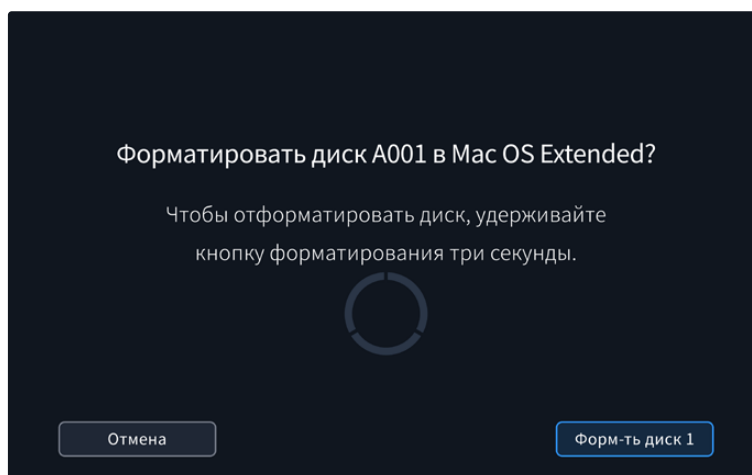 Форматировать диск A001 в Mac OS Extended?
Чтобы отформатировать диск, удерживайте
кнопку форматирования три секунды.
Отмена
Форм-ть диск 1